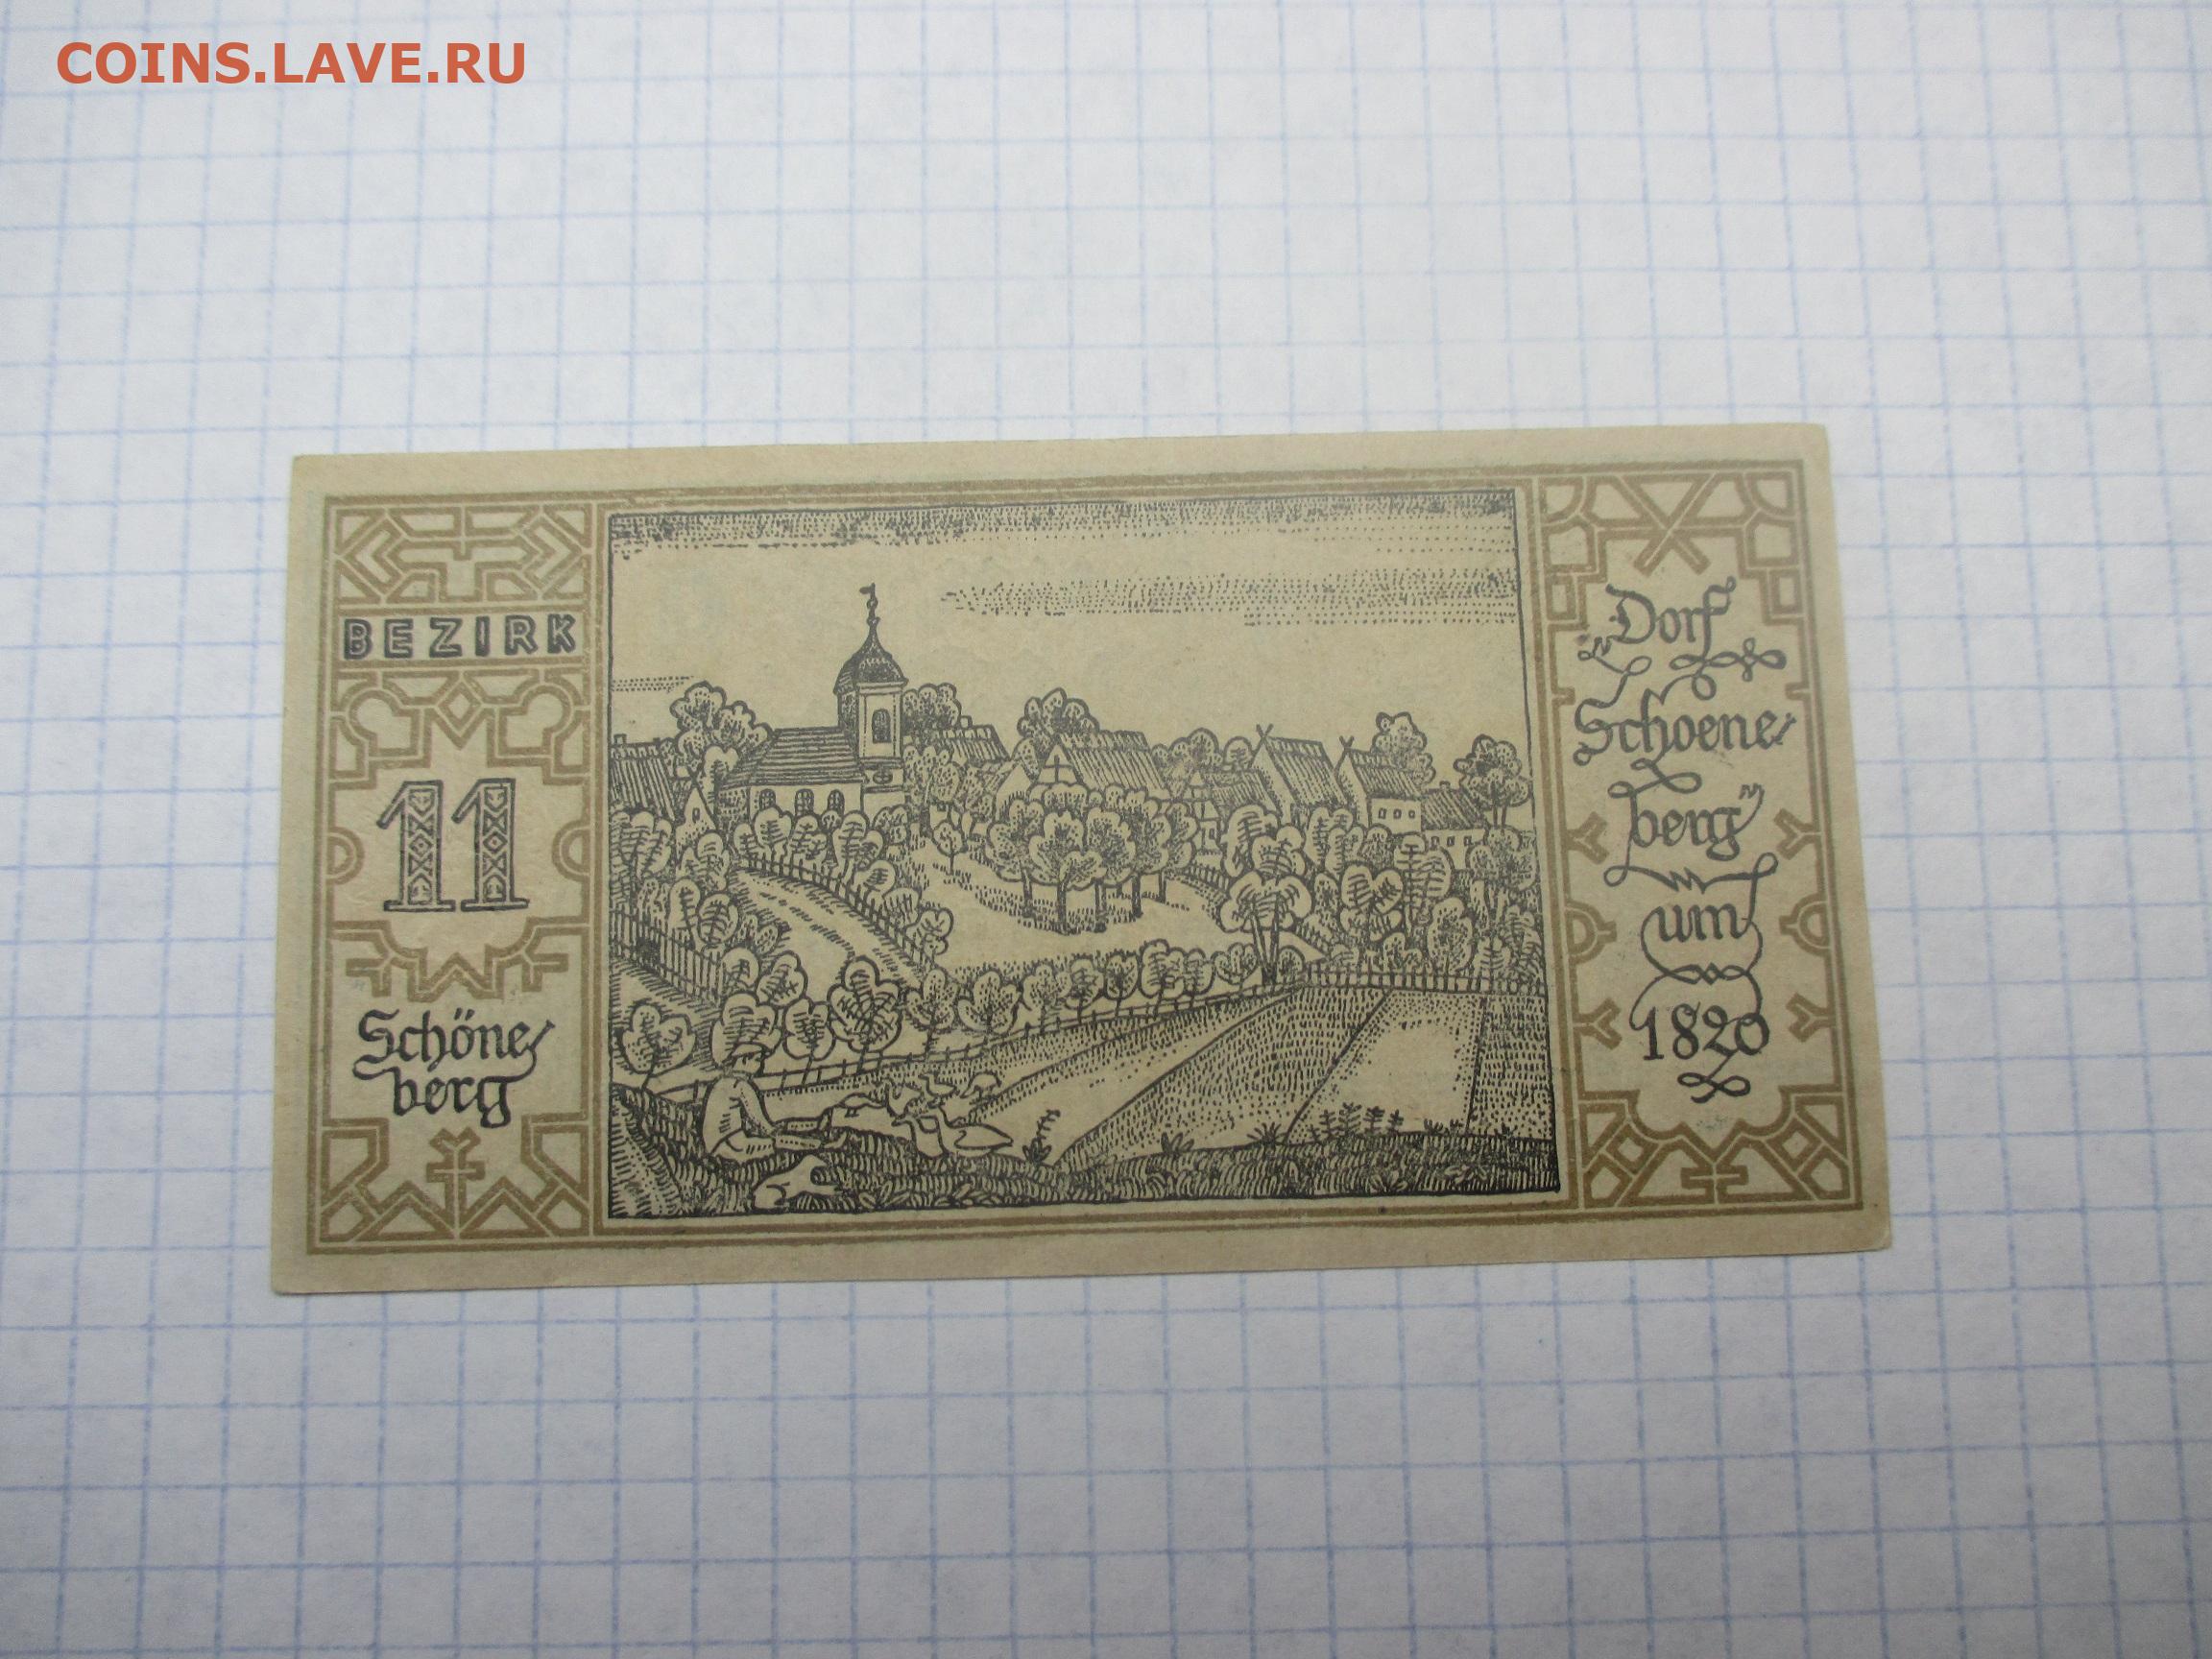 COINS.LAVE.RU
BEZIRK
11
Schöne
berg
„Dorf
Schoene
berg“
um
1820